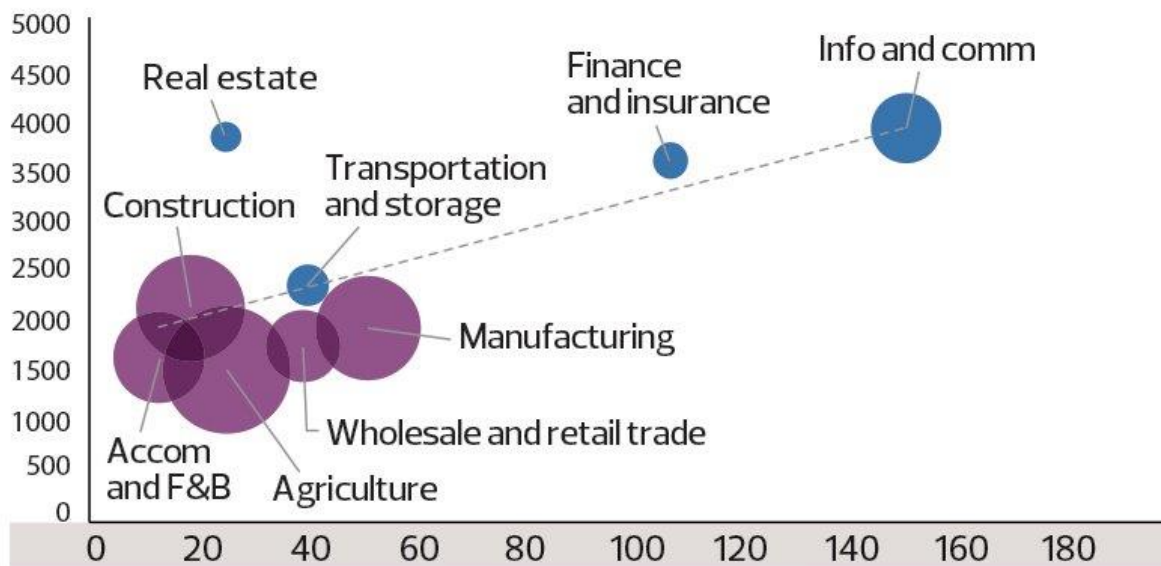 5000
4500
4000
3500
3000
2500
2000
1500
1000
500
0
Real estate
Construction
Transportation
and storage
Finance
and insurance
Info and comm
Manufacturing
Wholesale and retail trade
Accom
and F&B
Agriculture
0 20 40 60 80 100 120 140 160 180